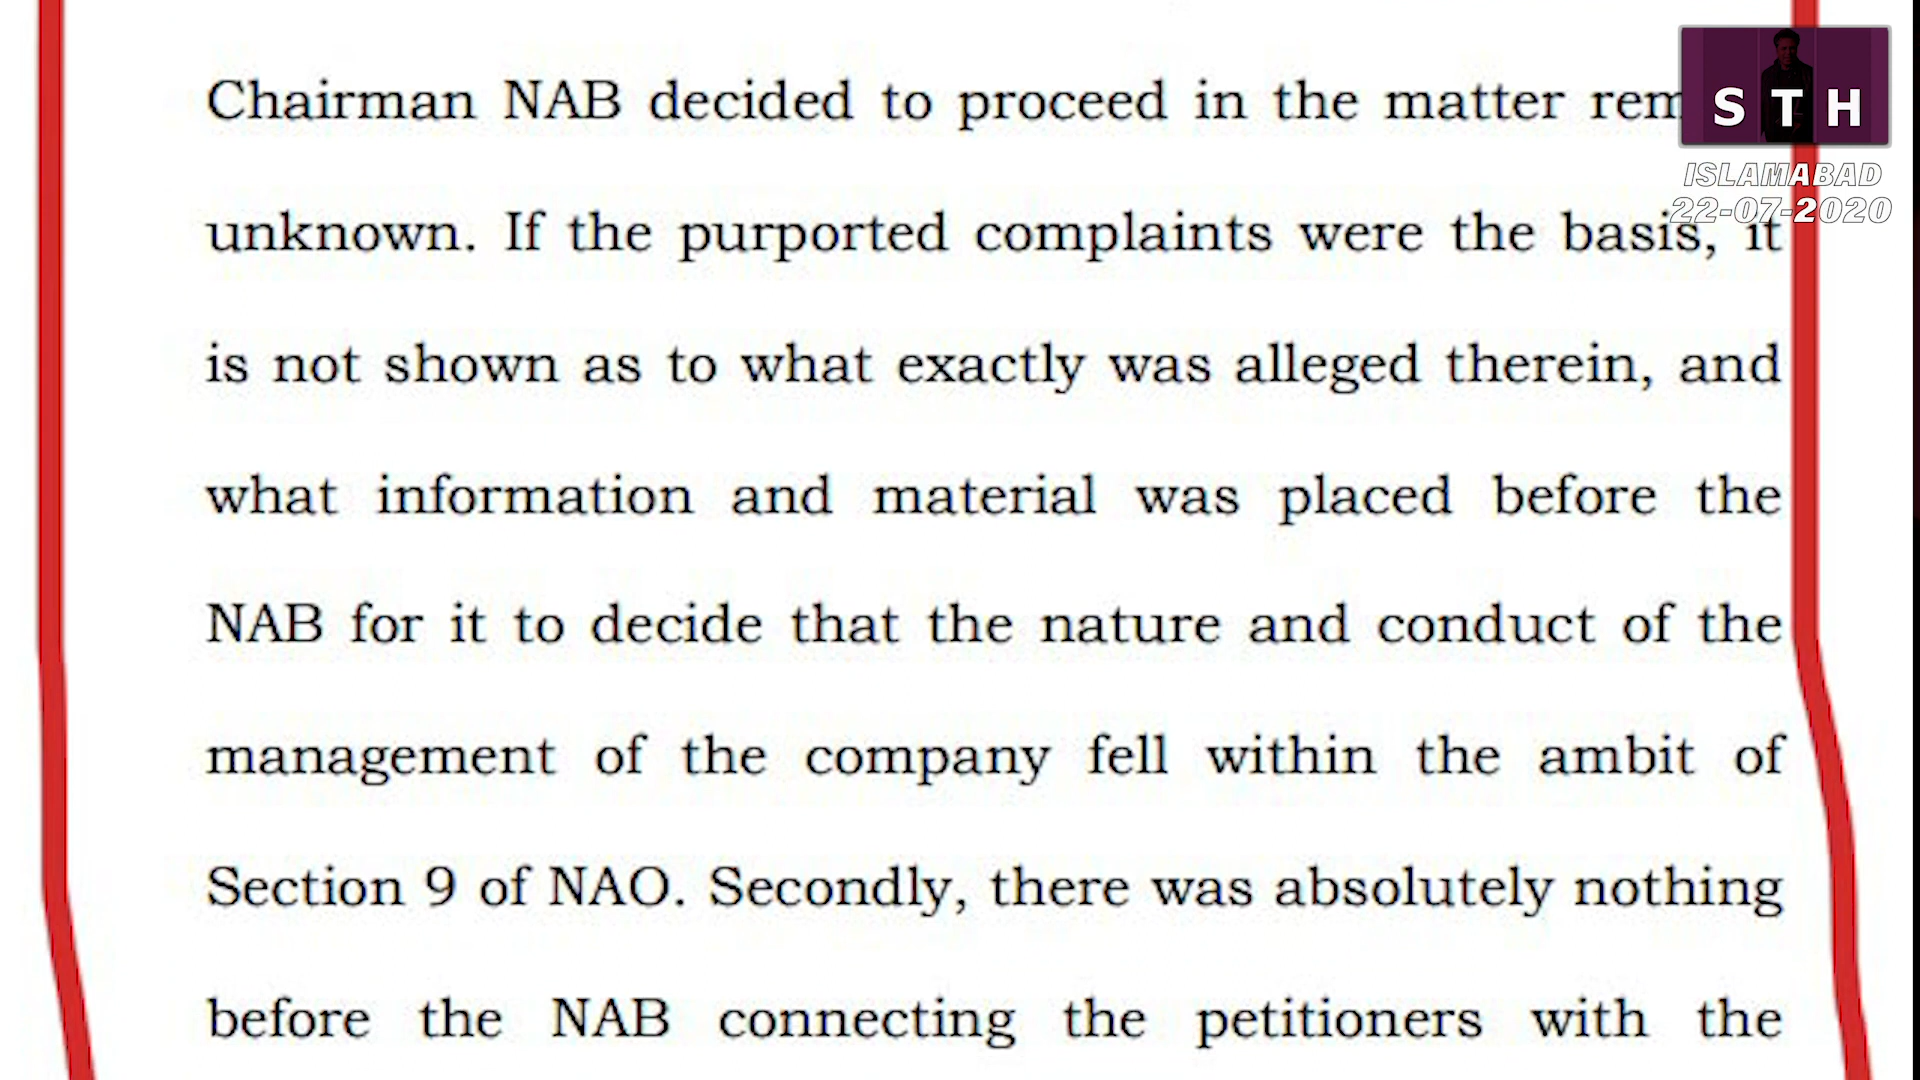 Chairman NAB decided to proceed in the matter
unknown. If the purported complaints were the basis, it
is not shown as to what exactly was alleged therein, and
what information and material was placed before the
NAB for it to decide that the nature and conduct of the
management of the company fell within the ambit of
Section 9 of NAO. Secondly, there was absolutely nothing
before the NAB connecting the petitioners with the
STH
ISLAMABAD
22-07-2020